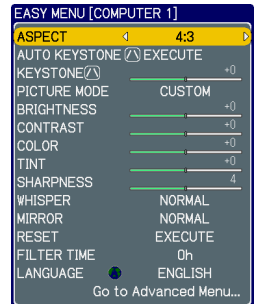 EASY MENU [COMPUTER 1]
ASPECT 4:3
AUTO KEYSTONE EXECUTE
KEYSTONE +0
PICTURE MODE CUSTOM
BRIGHTNESS +0
CONTRAST +0
COLOR +0
TINT +0
SHARPNESS 4
WHISPER NORMAL
MIRROR NORMAL
RESET EXECUTE
FILTER TIME 0h
LANGUAGE ENGLISH
Go to Advanced Menu...